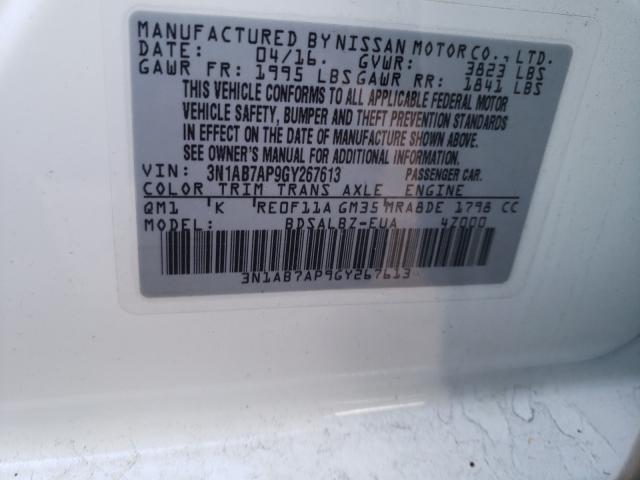 MANUFACTURED BY NISSAN MOTOR CO., LTD.
DATE: 04/16. GVWR: 3823 LBS
GAWR FR: 1995 LBS GAWR RR: 1841 LBS
THIS VEHICLE CONFORMS TO ALL APPLICABLE FEDERAL MOTOR
VEHICLE SAFETY, BUMPER AND THEFT PREVENTION STANDARDS
IN EFFECT ON THE DATE OF MANUFACTURE SHOWN ABOVE.
SEE OWNER'S MANUAL FOR ADDITIONAL INFORMATION.
VIN: 3N1AB7AP9GY267613 PASSENGER CAR.
COLOR TRIM TRANS AXLE ENGINE
QM1 K RE0F11A GM35 MRA8DE 1798 CC
MODEL: BDSALBZ-EUA 4Z000
3N1AB7AP9GY267613